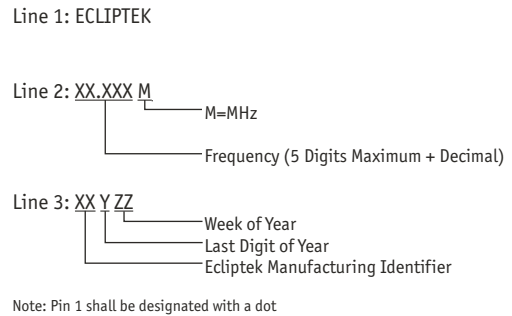 Line 1: ECLIPTEK
Line 2: XX.XXX M
M=MHz
Frequency (5 Digits Maximum + Decimal)
Line 3: XX Y ZZ
Week of Year
Last Digit of Year
Ecliptek Manufacturing Identifier
Note: Pin 1 shall be designated with a dot